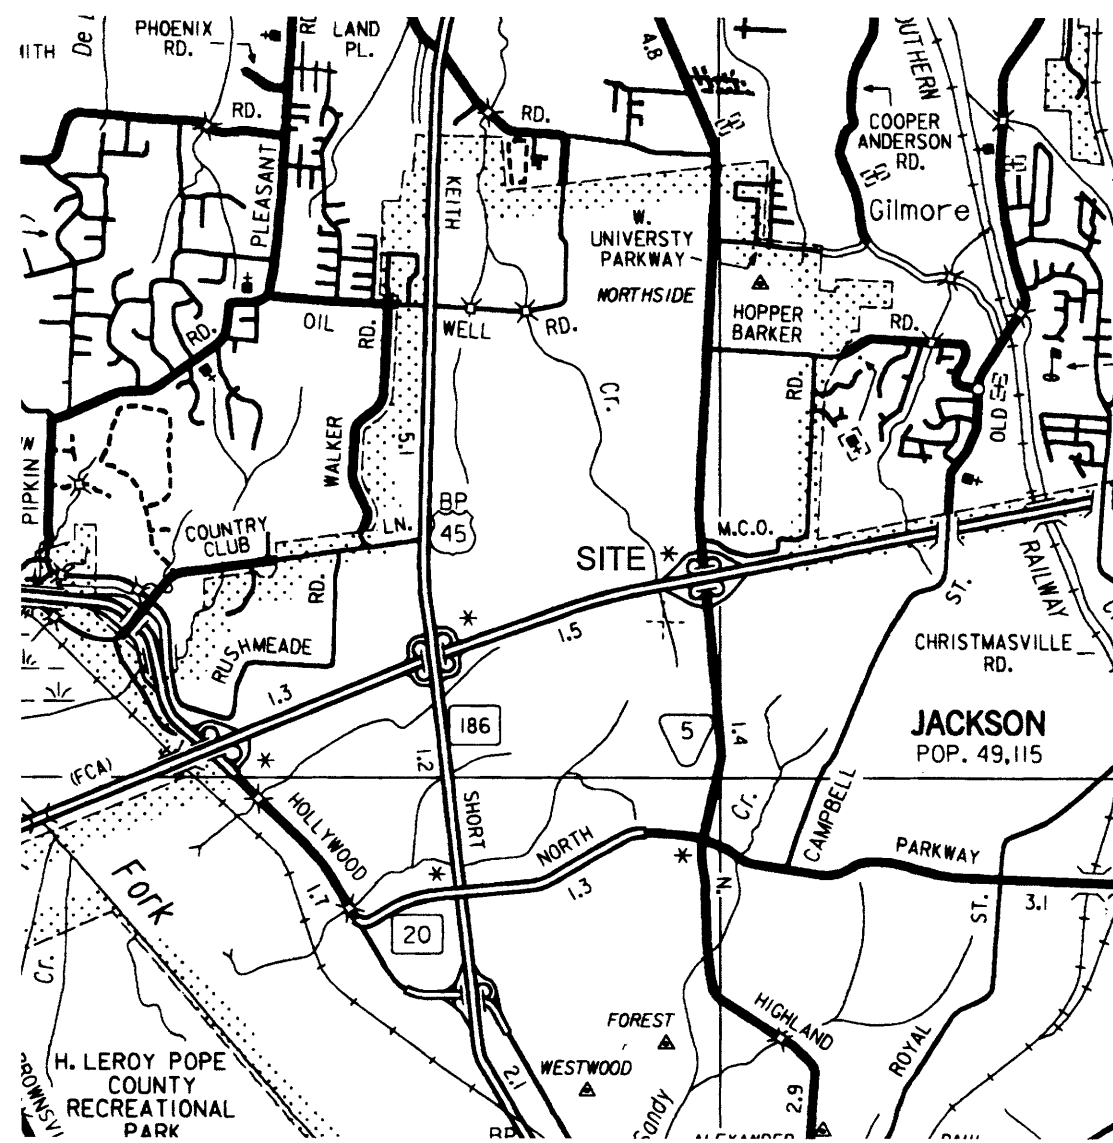 PHOENIX
RD.
LAND
PL.
4.8
OUTHERN
De
RD.
RD.
COOPER
ANDERSON
RD.
PLEASANT
KEITH
Gilmore
W.
UNIVERSTY
PARKWAY
NORTHSIDE
HOPPER
BARKER
OIL
RD.
WELL
RD.
RD.
RD.
Cr.
RD.
OLD
PIPKIN
WALKER
5.1
BP
45
COUNTRY
CLUB
LN.
M.C.O.
SITE
RD.
ST.
RAILWAY
RUSHMEADE
1.5
CHRISTMASVILLE
RD.
1.3
186
5
1.4
JACKSON
POP. 49,115
(FCA)
1.2
HOLLYWOOD
SHORT
NORTH
Cr.
CAMPBELL
PARKWAY
Fork
1.7
1.3
N.
ST.
3.1
20
Cr.
HIGHLAND
FOREST
ROYAL
H. LEROY POPE
COUNTY
RECREATIONAL
PARK
WESTWOOD
2.1
2.9
Sandy
BP
ALEXANDER